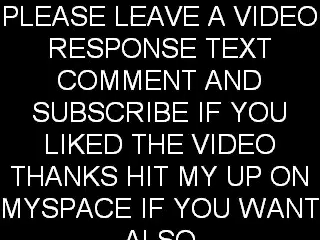 PLEASE LEAVE A VIDEO
RESPONSE TEXT
COMMENT AND
SUBSCRIBE IF YOU
LIKED THE VIDEO
THANKS HIT MY UP ON
MYSPACE IF YOU WANT
ALSO